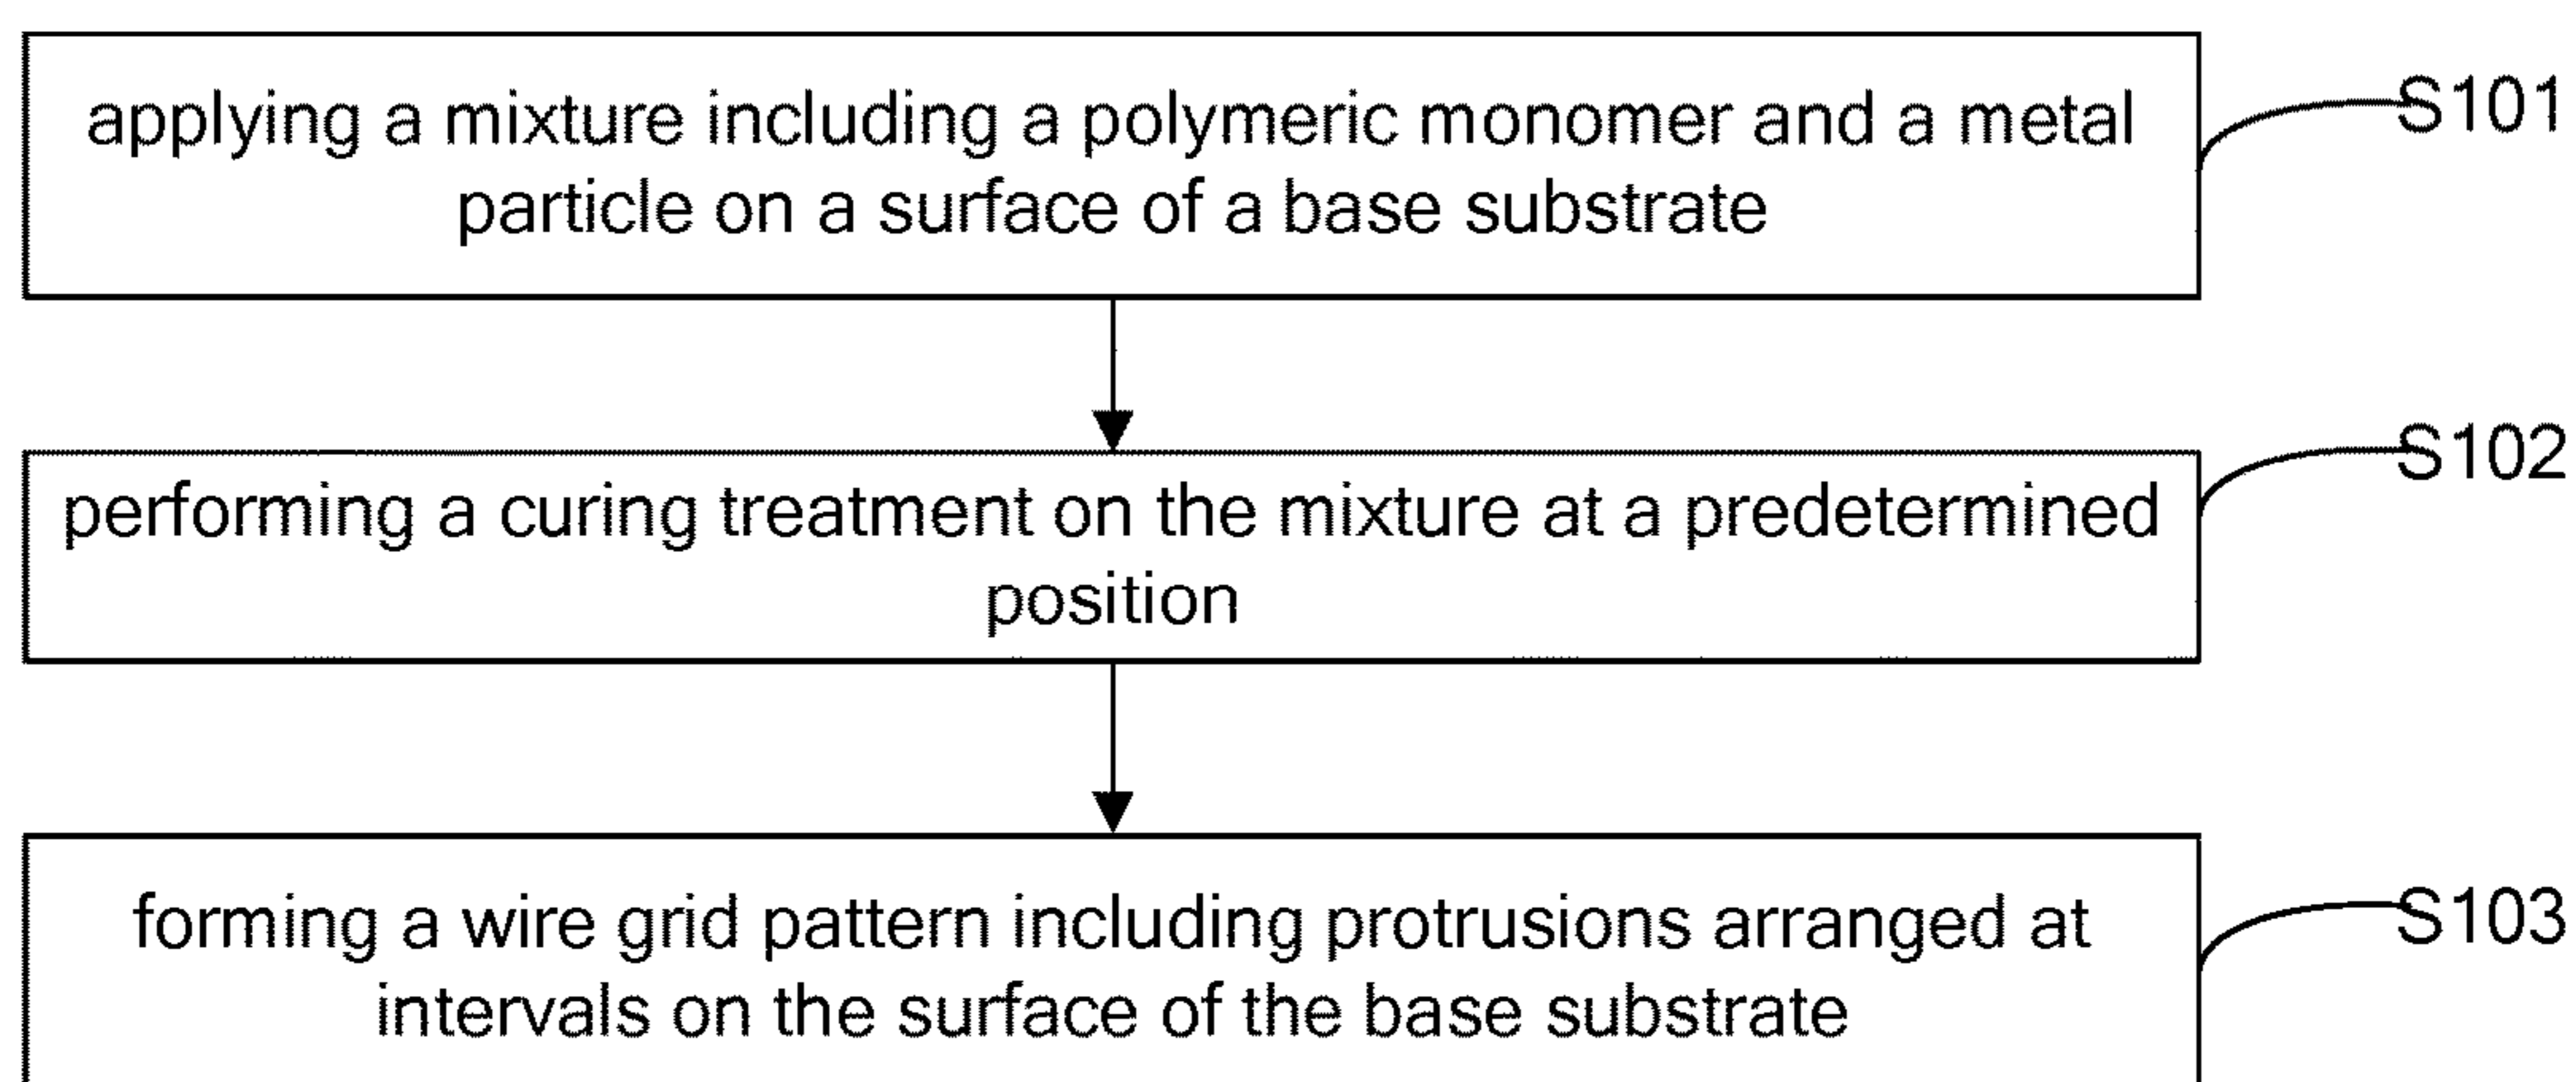 applying a mixture including a polymeric monomer and a metal
particle on a surface of a base substrate
S101
performing a curing treatment on the mixture at a predetermined
position
S102
forming a wire grid pattern including protrusions arranged at
intervals on the surface of the base substrate
S103